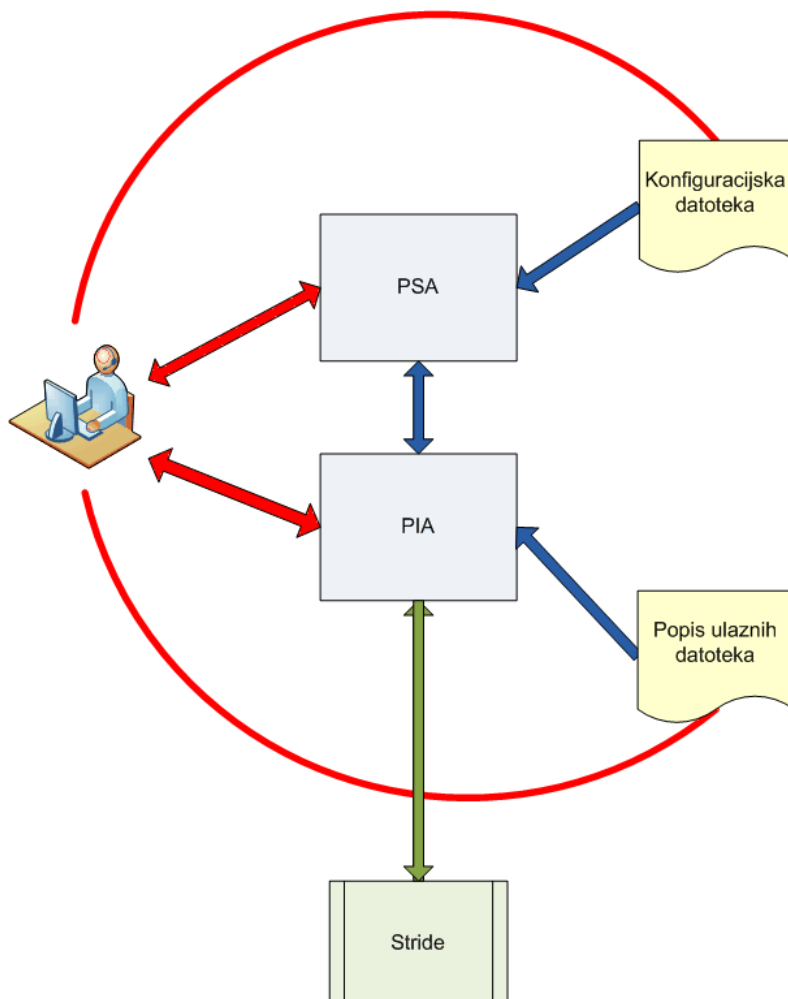 Konfiguracijska
datoteka
PSA
PIA
Popis ulaznih
datoteka
Stride